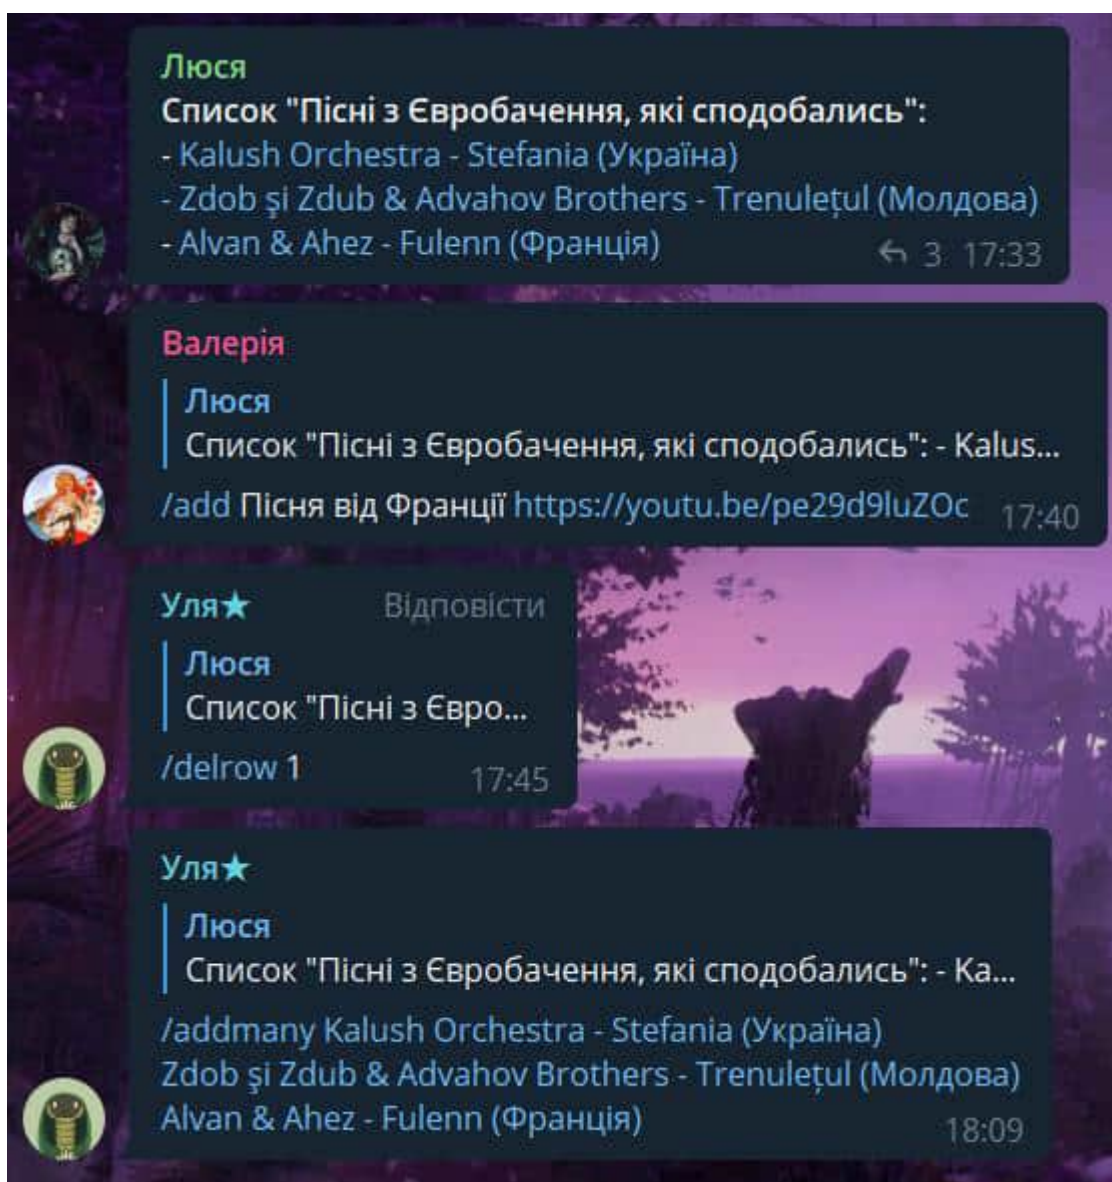 Люся
Список "Пісні з Євробачення, які сподобались":
- Kalush Orchestra - Stefania (Україна)
- Zdob și Zdub & Advahov Brothers - Trenulețul (Молдова)
- Alvan & Ahez - Fulenn (Франція)
3 17:33
Валерія
Люся
Список "Пісні з Євробачення, які сподобались": - Kalus...
/add Пісня від Франції https://youtu.be/pe29d9luZOc 17:40
Уля★ Відповісти
Люся
Список "Пісні з Євро...
/delrow 1
17:45
Уля★
Люся
Список "Пісні з Євробачення, які сподобались": - Ka...
/addmany Kalush Orchestra - Stefania (Україна)
Zdob și Zdub & Advahov Brothers - Trenulețul (Молдова)
Alvan & Ahez - Fulenn (Франція)
18:09